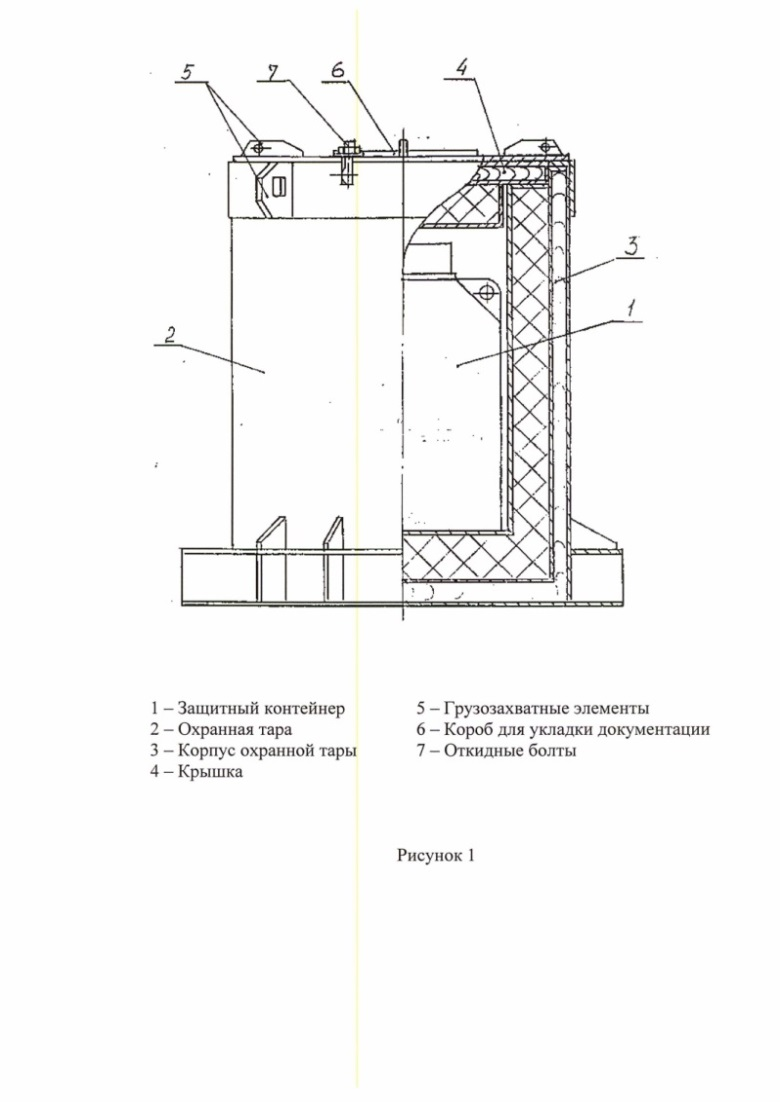 5 7 6 4
3
1
2
1 – Защитный контейнер
2 – Охранная тара
3 – Корпус охранной тары
4 – Крышка
5 – Грузозахватные элементы
6 – Короб для укладки документации
7 – Откидные болты
Рисунок 1